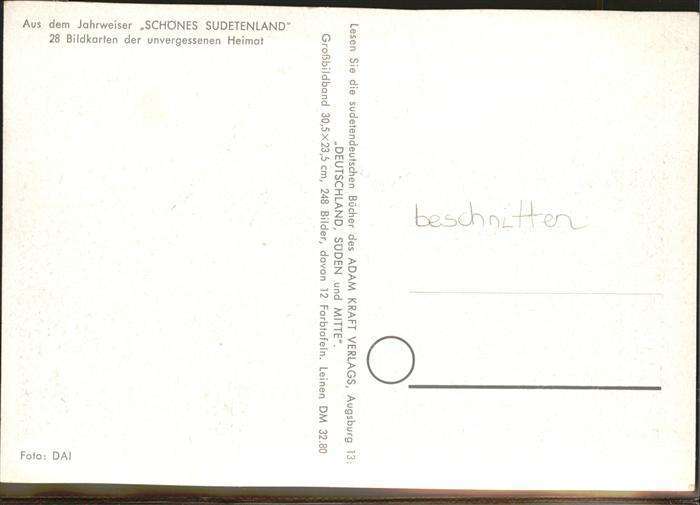 Aus dem Jahrweiser „SCHÖNES SUDETENLAND"
28 Bildkarten der unvergessenen Heimat
Lesen Sie die sudetendeutschen Bücher des ADAM KRAFT VERLAGS, Augsburg 13:
„DEUTSCHLAND, SÜDEN und MITTE".
Großbildband 30,5×23,5 cm, 248 Bilder, davon 12 Farbtafeln. Leinen DM 32.80
beschnitten
Foto: DAI